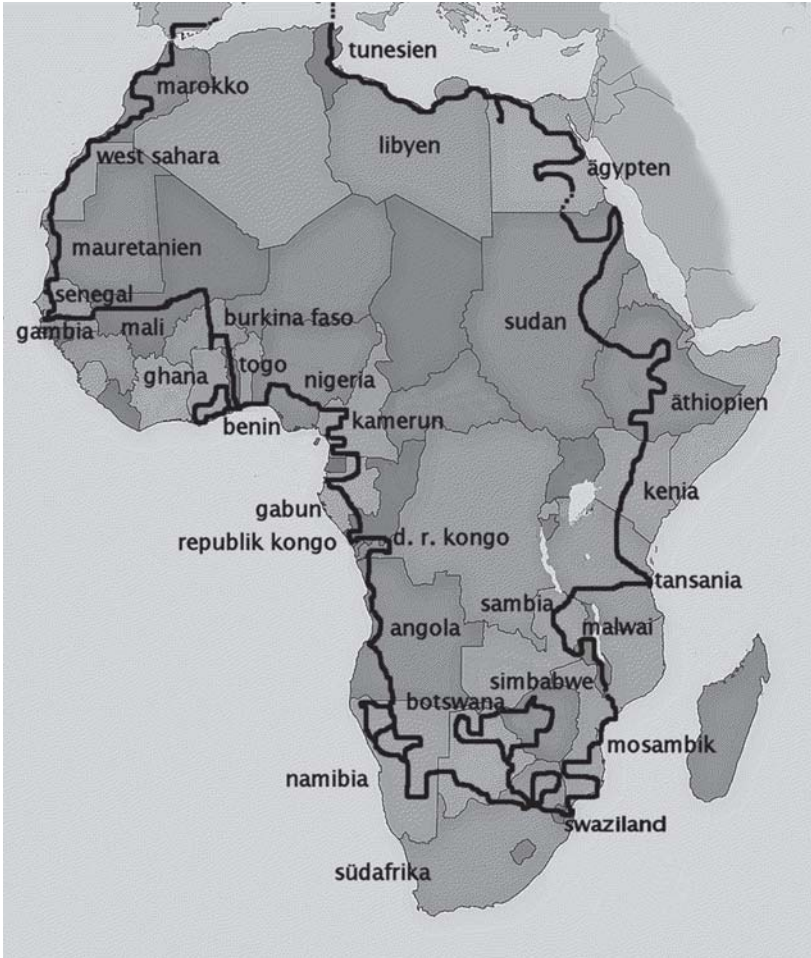 tunesien
marokko
libyen
west sahara
ägypten
mauretanien
senegal
burkina faso
sudan
gambia
mali
togo
ghana
nigeria
äthiopien
benin
kamerun
kenia
gabun
republik kongo
d. r. kongo
tansania
sambia
angola
malwai
simbabwe
botswana
mosambik
namibia
swaziland
südafrika